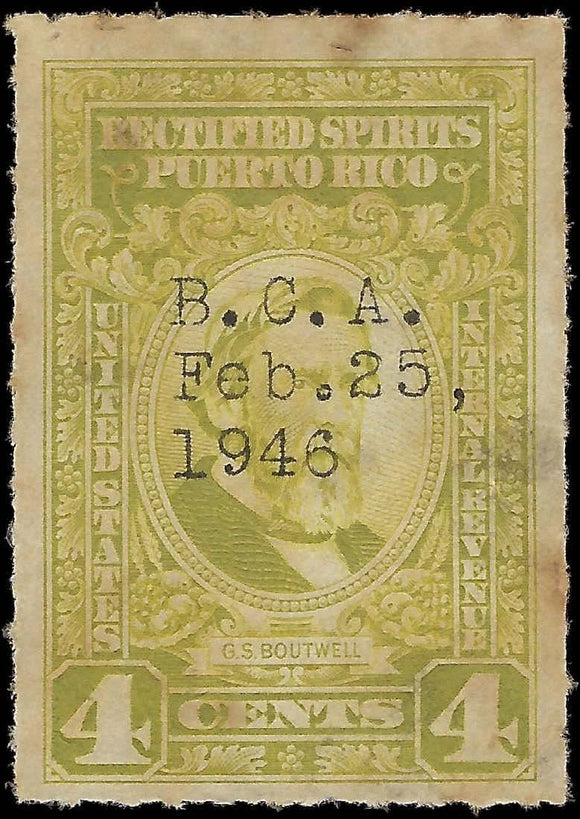 RECTIFIED SPIRITS
PUERTO RICO
B.C.A.
Feb.25,
1946
UNITED STATES
INTERNAL REVENUE
G.S. BOUTWELL
4 CENTS 4